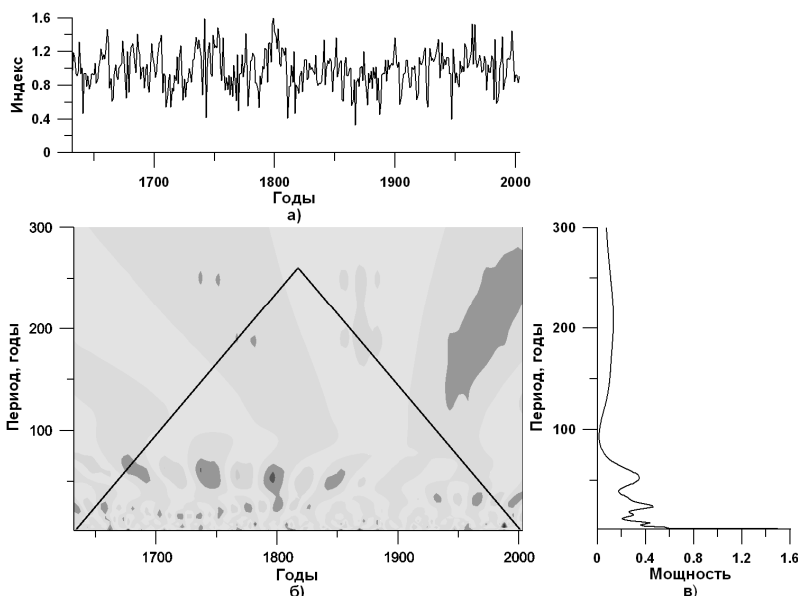 1.6
1.2
0.8
0.4
0
Индекс
1700
1800
1900
2000
Годы
а)
300
200
100
Период, годы
1700
1800
1900
2000
Годы
б)
300
200
100
Период, годы
0
0.4
0.8
1.2
1.6
Мощность
в)